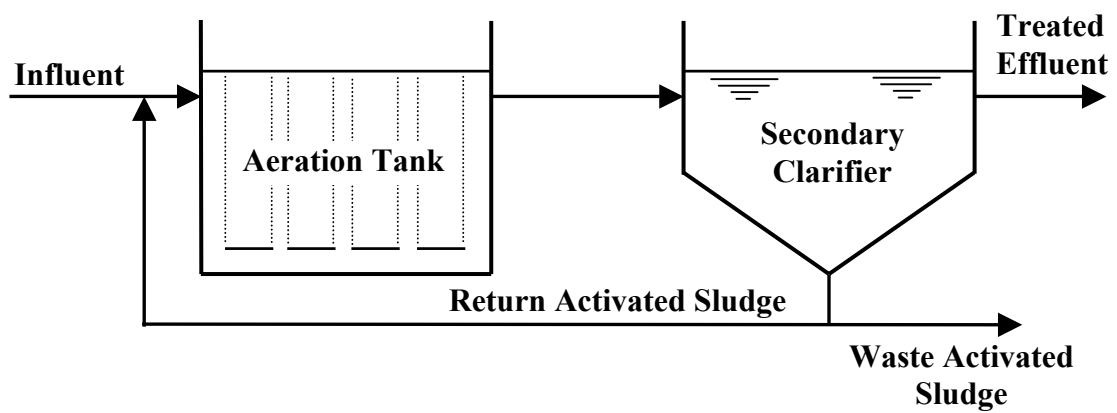 Influent
Aeration Tank
Secondary
Clarifier
Treated
Effluent
Return Activated Sludge
Waste Activated
Sludge